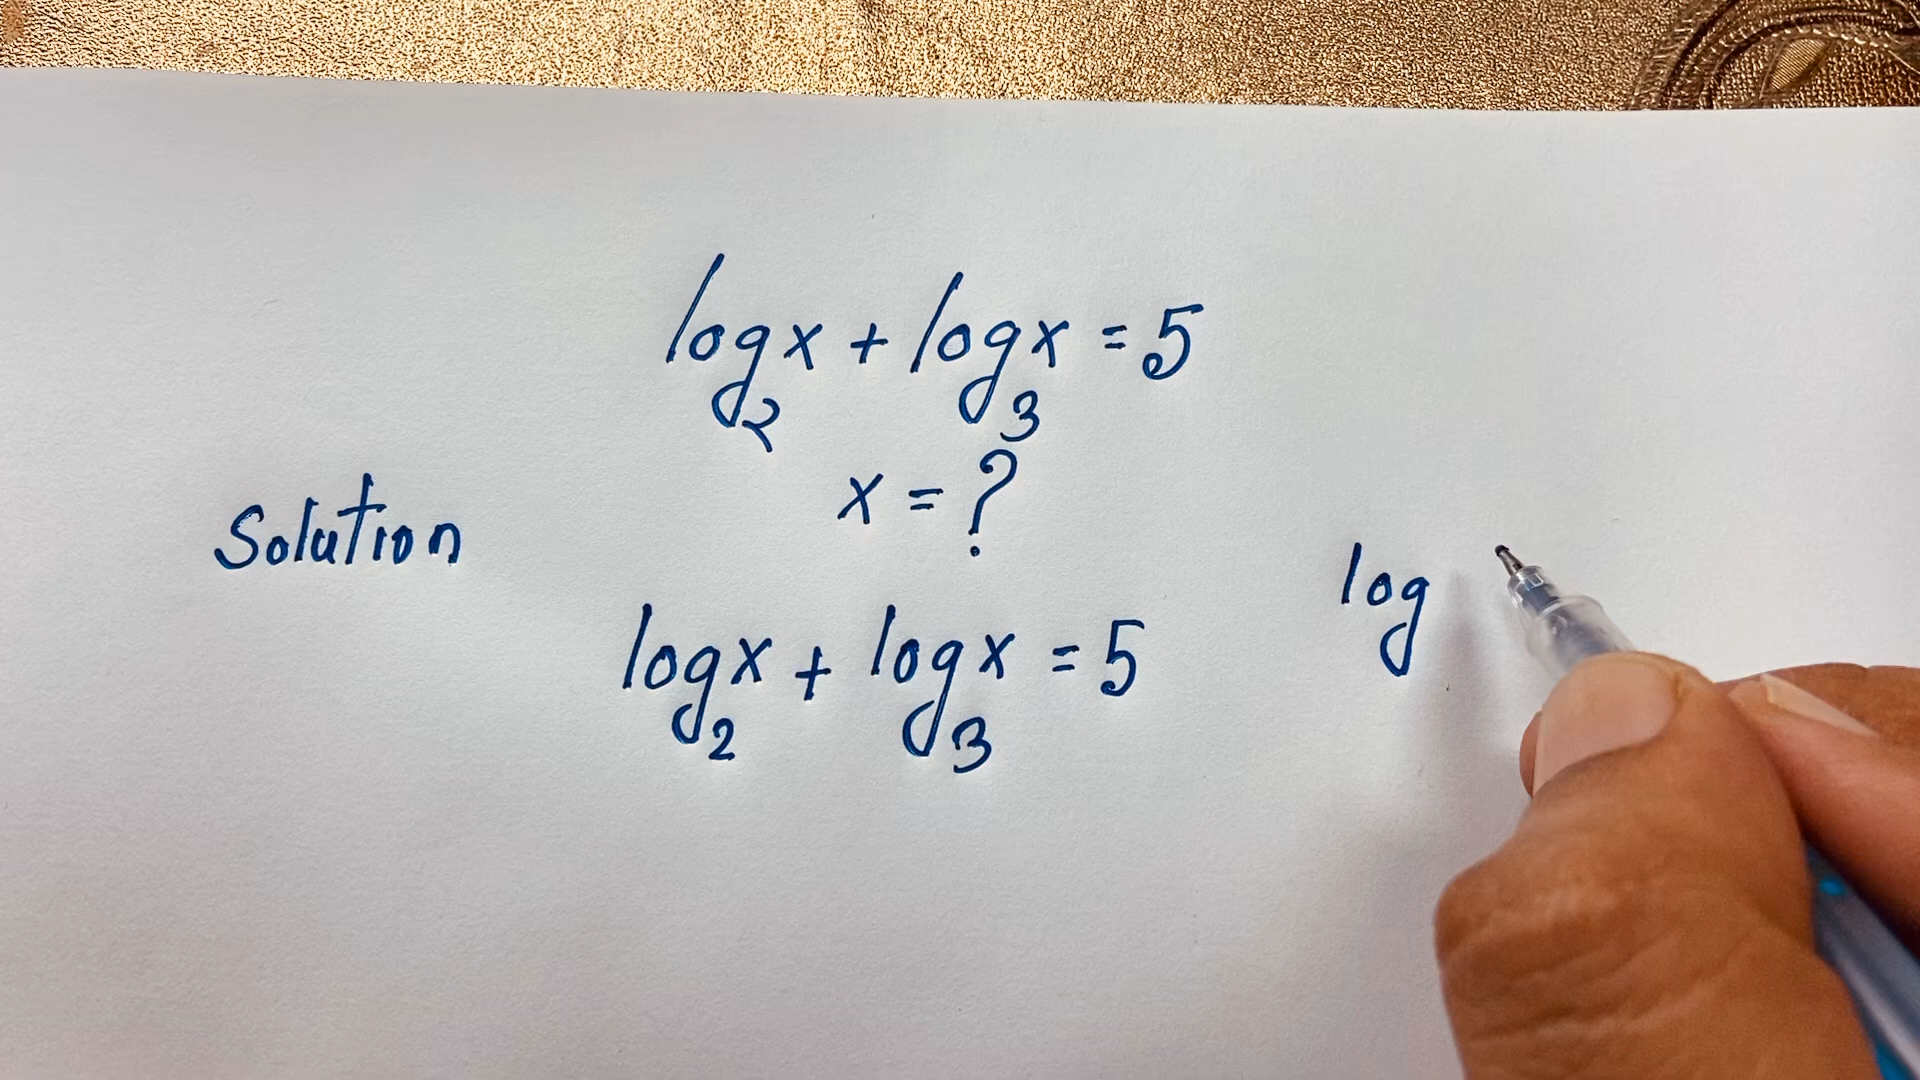 log₂x + log₃x = 5
x = ?
Solution
log₂x + log₃x = 5
log